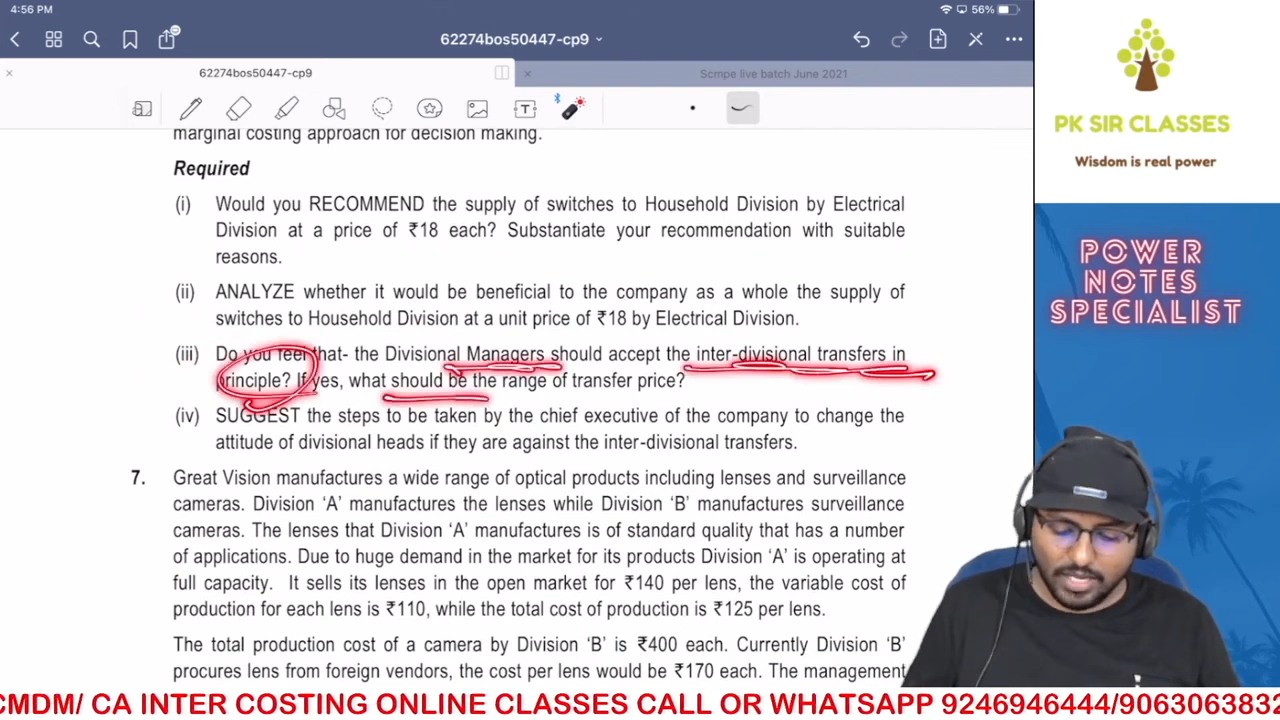 4:56 PM
56%
62274bos50447-cp9
62274bos50447-cp9
Scmpe live batch June 2021
T
marginal costing approach for decision making.
Required
(i) Would you RECOMMEND the supply of switches to Household Division by Electrical
Division at a price of ₹18 each? Substantiate your recommendation with suitable
reasons.
(ii) ANALYZE whether it would be beneficial to the company as a whole the supply of
switches to Household Division at a unit price of ₹18 by Electrical Division.
(iii) Do you feel that- the Divisional Managers should accept the inter-divisional transfers in
principle? If yes, what should be the range of transfer price?
(iv) SUGGEST the steps to be taken by the chief executive of the company to change the
attitude of divisional heads if they are against the inter-divisional transfers.
7. Great Vision manufactures a wide range of optical products including lenses and surveillance
cameras. Division ‘A’ manufactures the lenses while Division ‘B’ manufactures surveillance
cameras. The lenses that Division ‘A’ manufactures is of standard quality that has a number
of applications. Due to huge demand in the market for its products Division ‘A’ is operating at
full capacity. It sells its lenses in the open market for ₹140 per lens, the variable cost of
production for each lens is ₹110, while the total cost of production is ₹125 per lens.
The total production cost of a camera by Division ‘B’ is ₹400 each. Currently Division ‘B’
procures lens from foreign vendors, the cost per lens would be ₹170 each. The management
PK SIR CLASSES
Wisdom is real power
POWER
NOTES
SPECIALIST
CMDM/ CA INTER COSTING ONLINE CLASSES CALL OR WHATSAPP 9246946444/9063063832